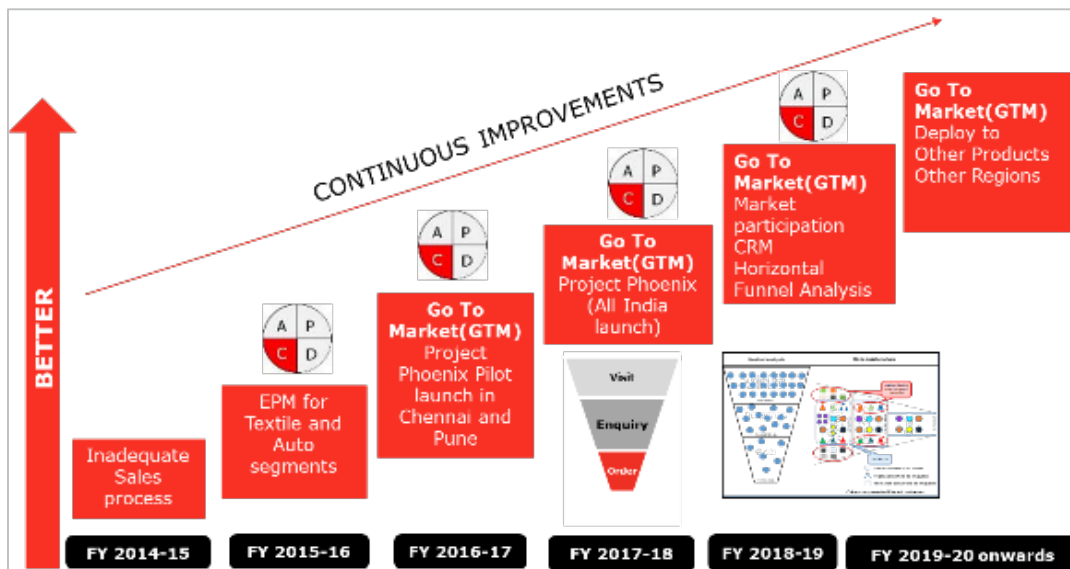 CONTINUOUS IMPROVEMENTS
BETTER
Inadequate
Sales
process
FY 2014-15
A P
C D
EPM for
Textile and
Auto
segments
FY 2015-16
A P
C D
Go To
Market(GTM)
Project
Phoenix Pilot
launch in
Chennai and
Pune
FY 2016-17
A P
C D
Go To
Market(GTM)
Project Phoenix
(All India
launch)
Visit
Enquiry
Order
FY 2017-18
A P
C D
Go To
Market(GTM)
Market
participation
CRM
Horizontal
Funnel Analysis
FY 2018-19
Go To
Market(GTM)
Deploy to
Other Products
Other Regions
FY 2019-20 onwards